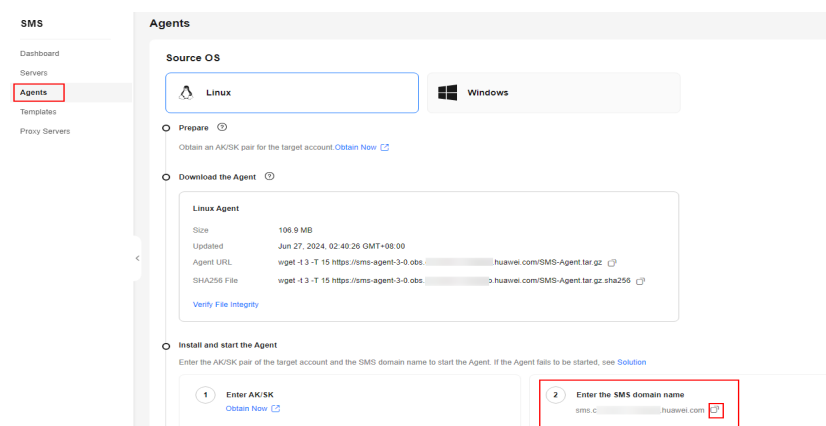 SMS
Dashboard
Servers
Agents
Templates
Proxy Servers
Agents
Source OS
Linux
Windows
Prepare
Obtain an AK/SK pair for the target account.Obtain Now
Download the Agent
Linux Agent
Size 106.9 MB
Updated Jun 27, 2024, 02:40:26 GMT+08:00
Agent URL wget -t 3 -T 15 https://sms-agent-3-0.obs. .huawei.com/SMS-Agent.tar.gz
SHA256 File wget -t 3 -T 15 https://sms-agent-3-0.obs. .huawei.com/SMS-Agent.tar.gz.sha256
Verify File Integrity
Install and start the Agent
Enter the AK/SK pair of the target account and the SMS domain name to start the Agent. If the Agent fails to be started, see Solution
1 Enter AK/SK
Obtain Now
2 Enter the SMS domain name
sms.c .huawei.com